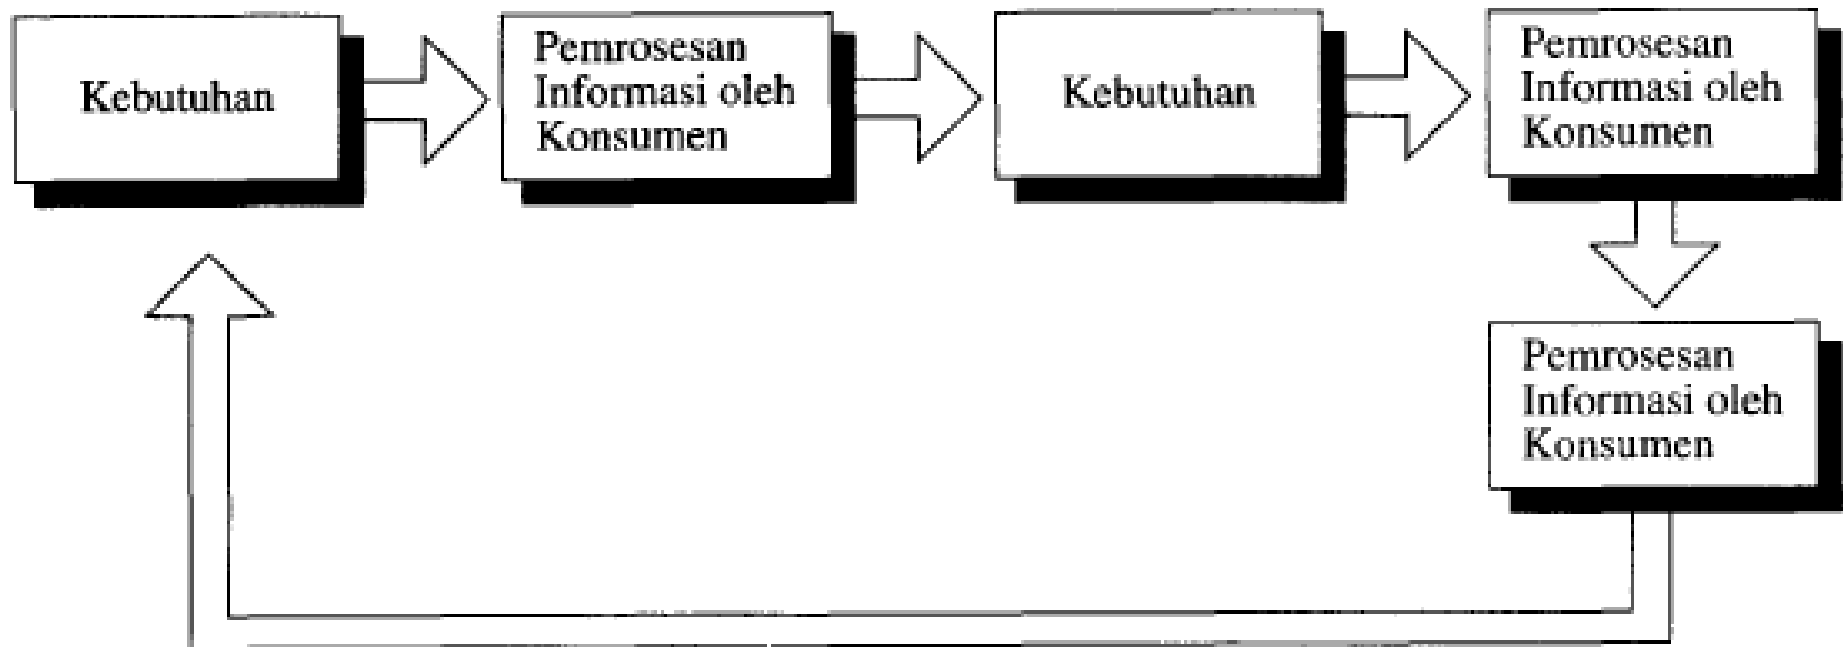 Kebutuhan
Pemrosesan
Informasi oleh
Konsumen
Kebutuhan
Pemrosesan
Informasi oleh
Konsumen
Pemrosesan
Informasi oleh
Konsumen